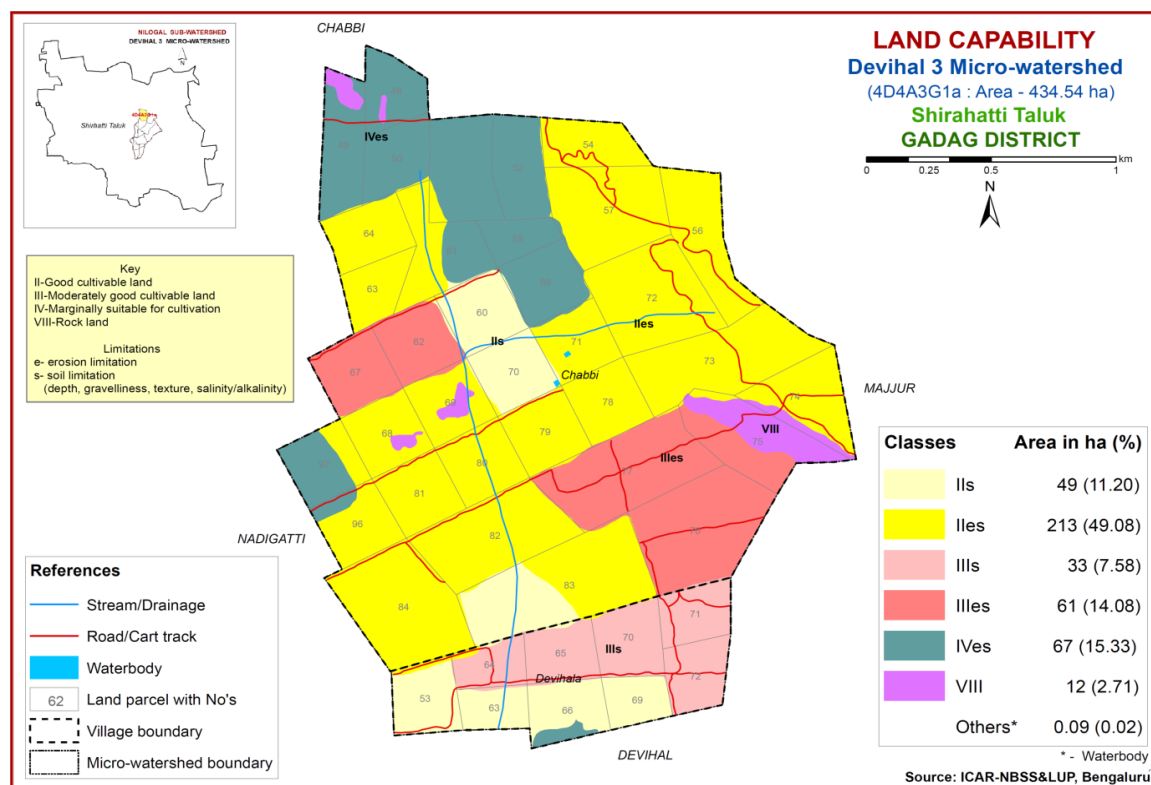 NILOGAL SUB-WATERSHED
DEVIHAL 3 MICRO-WATERSHED
N
4D4A3G1a
Shirhatti Taluk
LAND CAPABILITY
Devihal 3 Micro-watershed
(4D4A3G1a : Area - 434.54 ha)
Shirahatti Taluk
GADAG DISTRICT
km
0 0.25 0.5 1
N
Key
II-Good cultivable land
III-Moderately good cultivable land
IV-Marginally suitable for cultivation
VIII-Rock land
Limitations
e- erosion limitation
s- soil limitation
(depth, gravelliness, texture, salinity/alkalinity)
CHABBI
IVes
54
57
56
64
63
60
72
IIes
62
IIs
71
67
70
Chabbi
73
74
MAJJUR
78
68
79
VIII
75
IIIes
80
81
96
82
NADIGATTI
83
84
71
70
65
IIIs
64
72
Devihala
53
63
66
69
DEVIHAL
References
Stream/Drainage
Road/Cart track
Waterbody
62 Land parcel with No's
Village boundary
Micro-watershed boundary
Classes Area in ha (%)
IIs 49 (11.20)
IIes 213 (49.08)
IIIs 33 (7.58)
IIIes 61 (14.08)
IVes 67 (15.33)
VIII 12 (2.71)
Others* 0.09 (0.02)
* - Waterbody
Source: ICAR-NBSS&LUP, Bengaluru